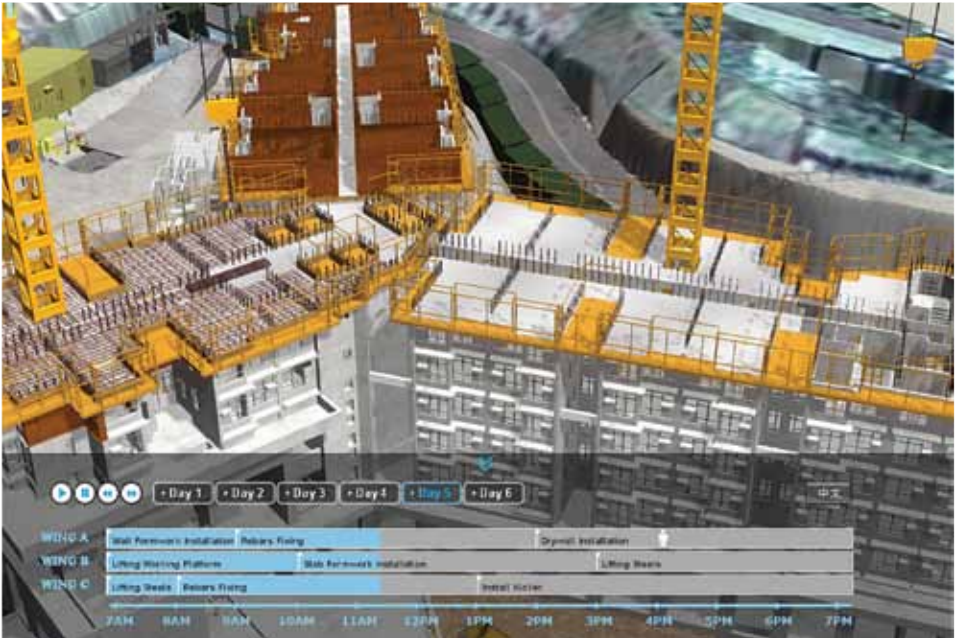 Day 1 Day 2 Day 3 Day 4 Day 5 Day 6 中文
WING A Wall Formwork Installation Rebars Fixing Drywall Installation
WING B Lifting Working Platform Slab Formwork Installation Lifting Steels
WING C Lifting Steels Rebars Fixing Install
7AM 8AM 9AM 10AM 11AM 12PM 1PM 2PM 3PM 4PM 5PM 6PM 7PM